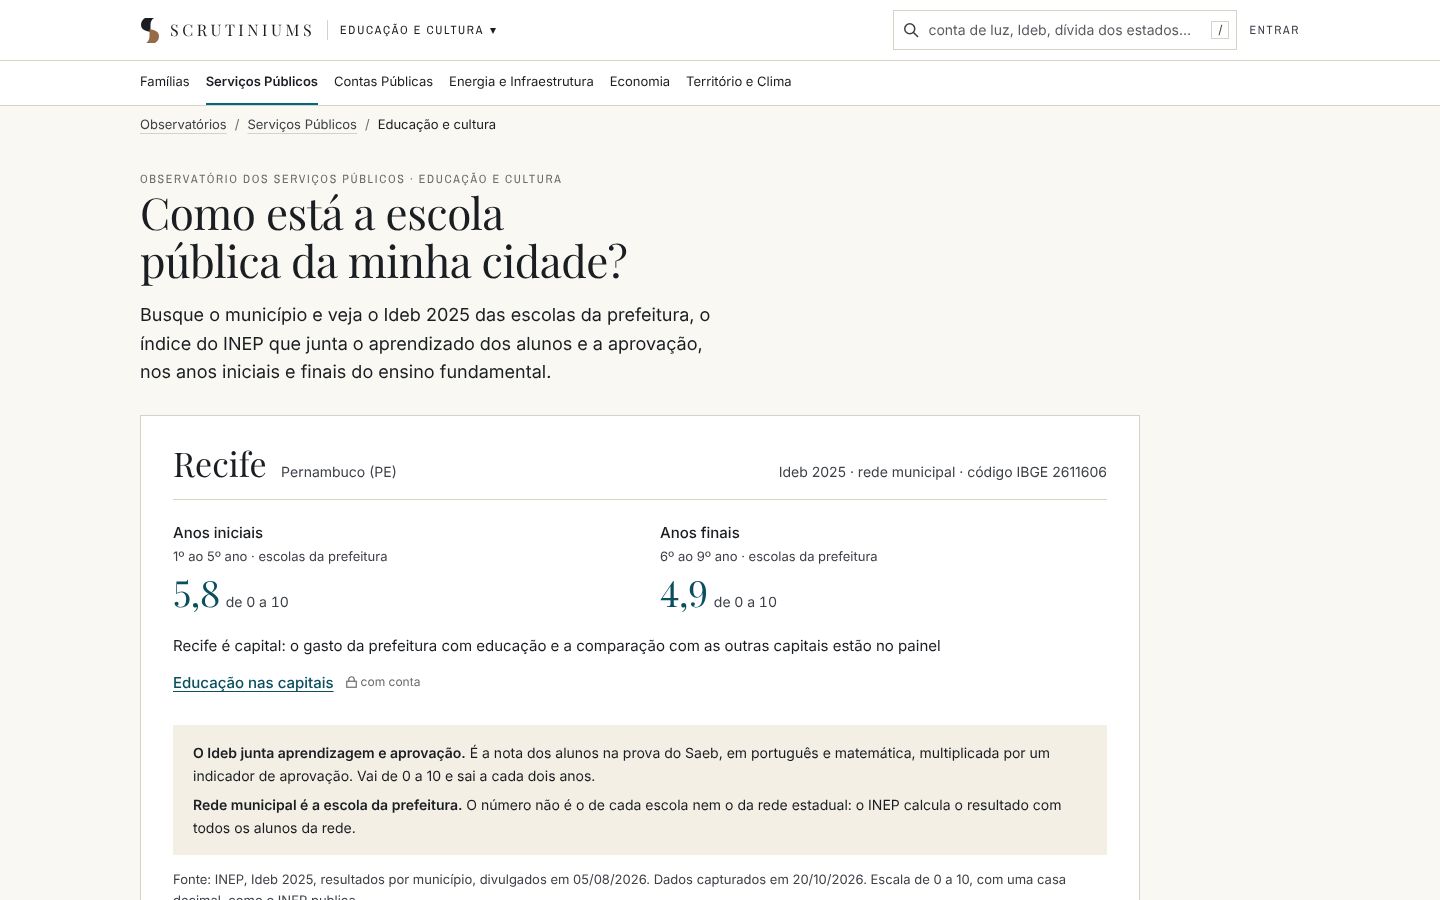 SCRUTINIUMS
EDUCAÇÃO E CULTURA ▾
conta de luz, Ideb, dívida dos estados...
/
ENTRAR
Famílias
Serviços Públicos
Contas Públicas
Energia e Infraestrutura
Economia
Território e Clima
Observatórios / Serviços Públicos / Educação e cultura
OBSERVATÓRIO DOS SERVIÇOS PÚBLICOS · EDUCAÇÃO E CULTURA
Como está a escola
pública da minha cidade?
Busque o município e veja o Ideb 2025 das escolas da prefeitura, o
índice do INEP que junta o aprendizado dos alunos e a aprovação,
nos anos iniciais e finais do ensino fundamental.
Recife Pernambuco (PE)
Ideb 2025 · rede municipal · código IBGE 2611606
Anos iniciais
1º ao 5º ano · escolas da prefeitura
5,8 de 0 a 10
Anos finais
6º ao 9º ano · escolas da prefeitura
4,9 de 0 a 10
Recife é capital: o gasto da prefeitura com educação e a comparação com as outras capitais estão no painel
Educação nas capitais com conta
O Ideb junta aprendizagem e aprovação. É a nota dos alunos na prova do Saeb, em português e matemática, multiplicada por um
indicador de aprovação. Vai de 0 a 10 e sai a cada dois anos.
Rede municipal é a escola da prefeitura. O número não é o de cada escola nem o da rede estadual: o INEP calcula o resultado com
todos os alunos da rede.
Fonte: INEP, Ideb 2025, resultados por município, divulgados em 05/08/2026. Dados capturados em 20/10/2026. Escala de 0 a 10, com uma casa
decimal, como o INEP publica.